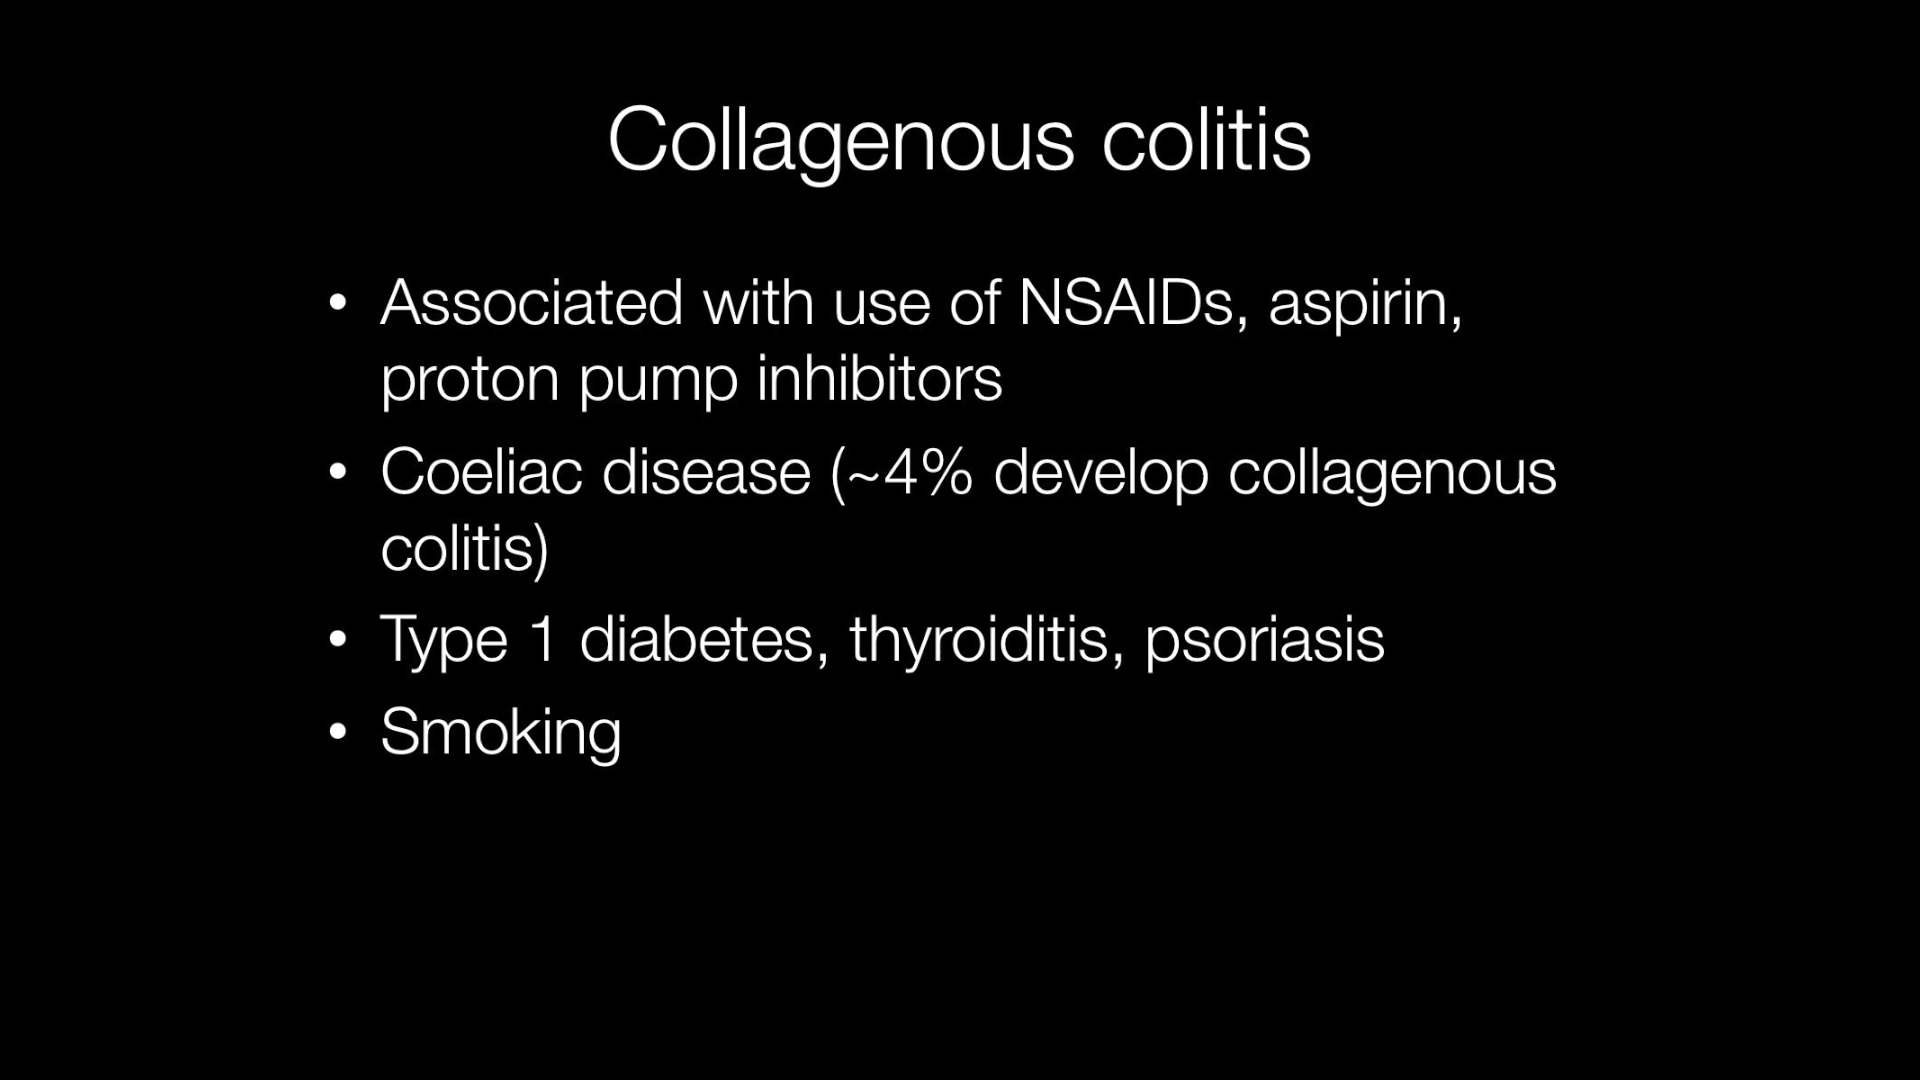 Collagenous colitis
• Associated with use of NSAIDs, aspirin,
proton pump inhibitors
• Coeliac disease (~4% develop collagenous
colitis)
• Type 1 diabetes, thyroiditis, psoriasis
• Smoking